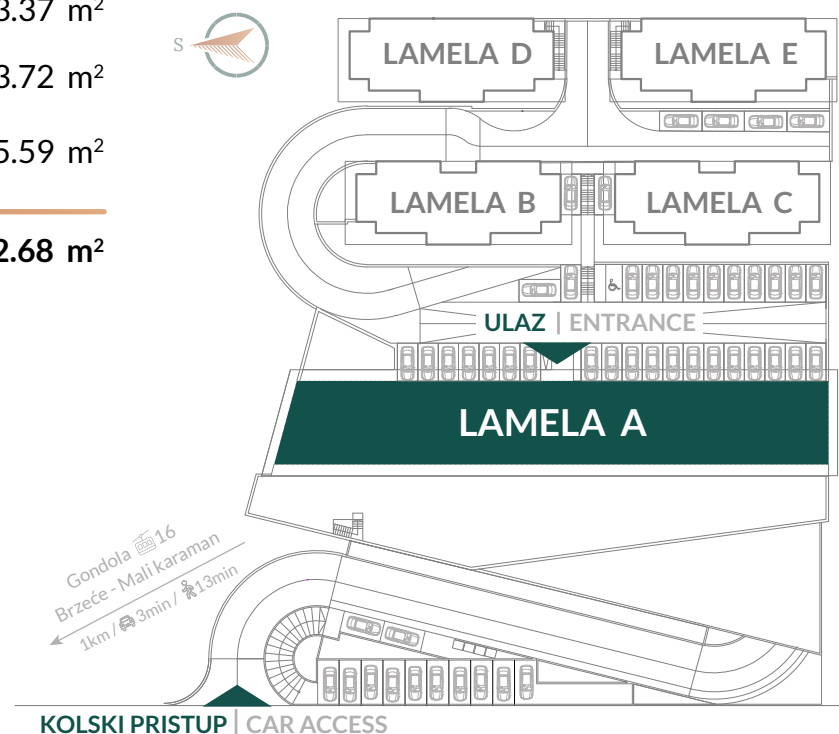 3.37 m²
3.72 m²
5.59 m²
2.68 m²
S
LAMELA D
LAMELA E
LAMELA B
LAMELA C
ULAZ | ENTRANCE
LAMELA A
Gondola 16
Brzeće - Mali karaman
1km / 3min / 13min
KOLSKI PRISTUP | CAR ACCESS